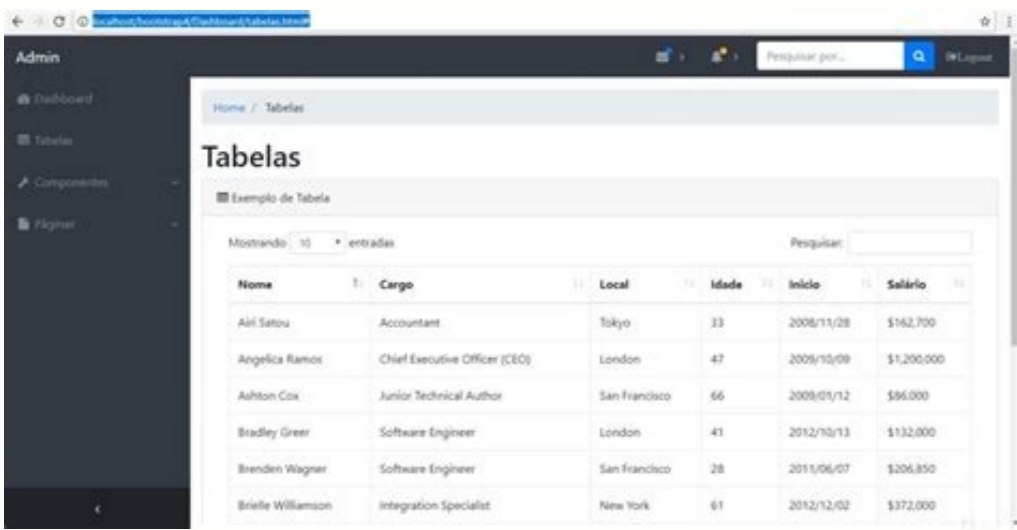 localhost/bootstrap4/Dashboard/tabelas.html#
Admin
Pesquisar por...
Logout
Dashboard
Tabelas
Componentes
Páginas
Home / Tabelas
Tabelas
Exemplo de Tabela
Mostrando 10 entradas
Pesquisar:
Nome Cargo Local Idade Início Salário
Airi Satou Accountant Tokyo 33 2008/11/28 $162,700
Angelica Ramos Chief Executive Officer (CEO) London 47 2009/10/09 $1,200,000
Ashton Cox Junior Technical Author San Francisco 66 2009/01/12 $86,000
Bradley Greer Software Engineer London 41 2012/10/13 $132,000
Brenden Wagner Software Engineer San Francisco 28 2011/06/07 $206,850
Brielle Williamson Integration Specialist New York 61 2012/12/02 $372,000